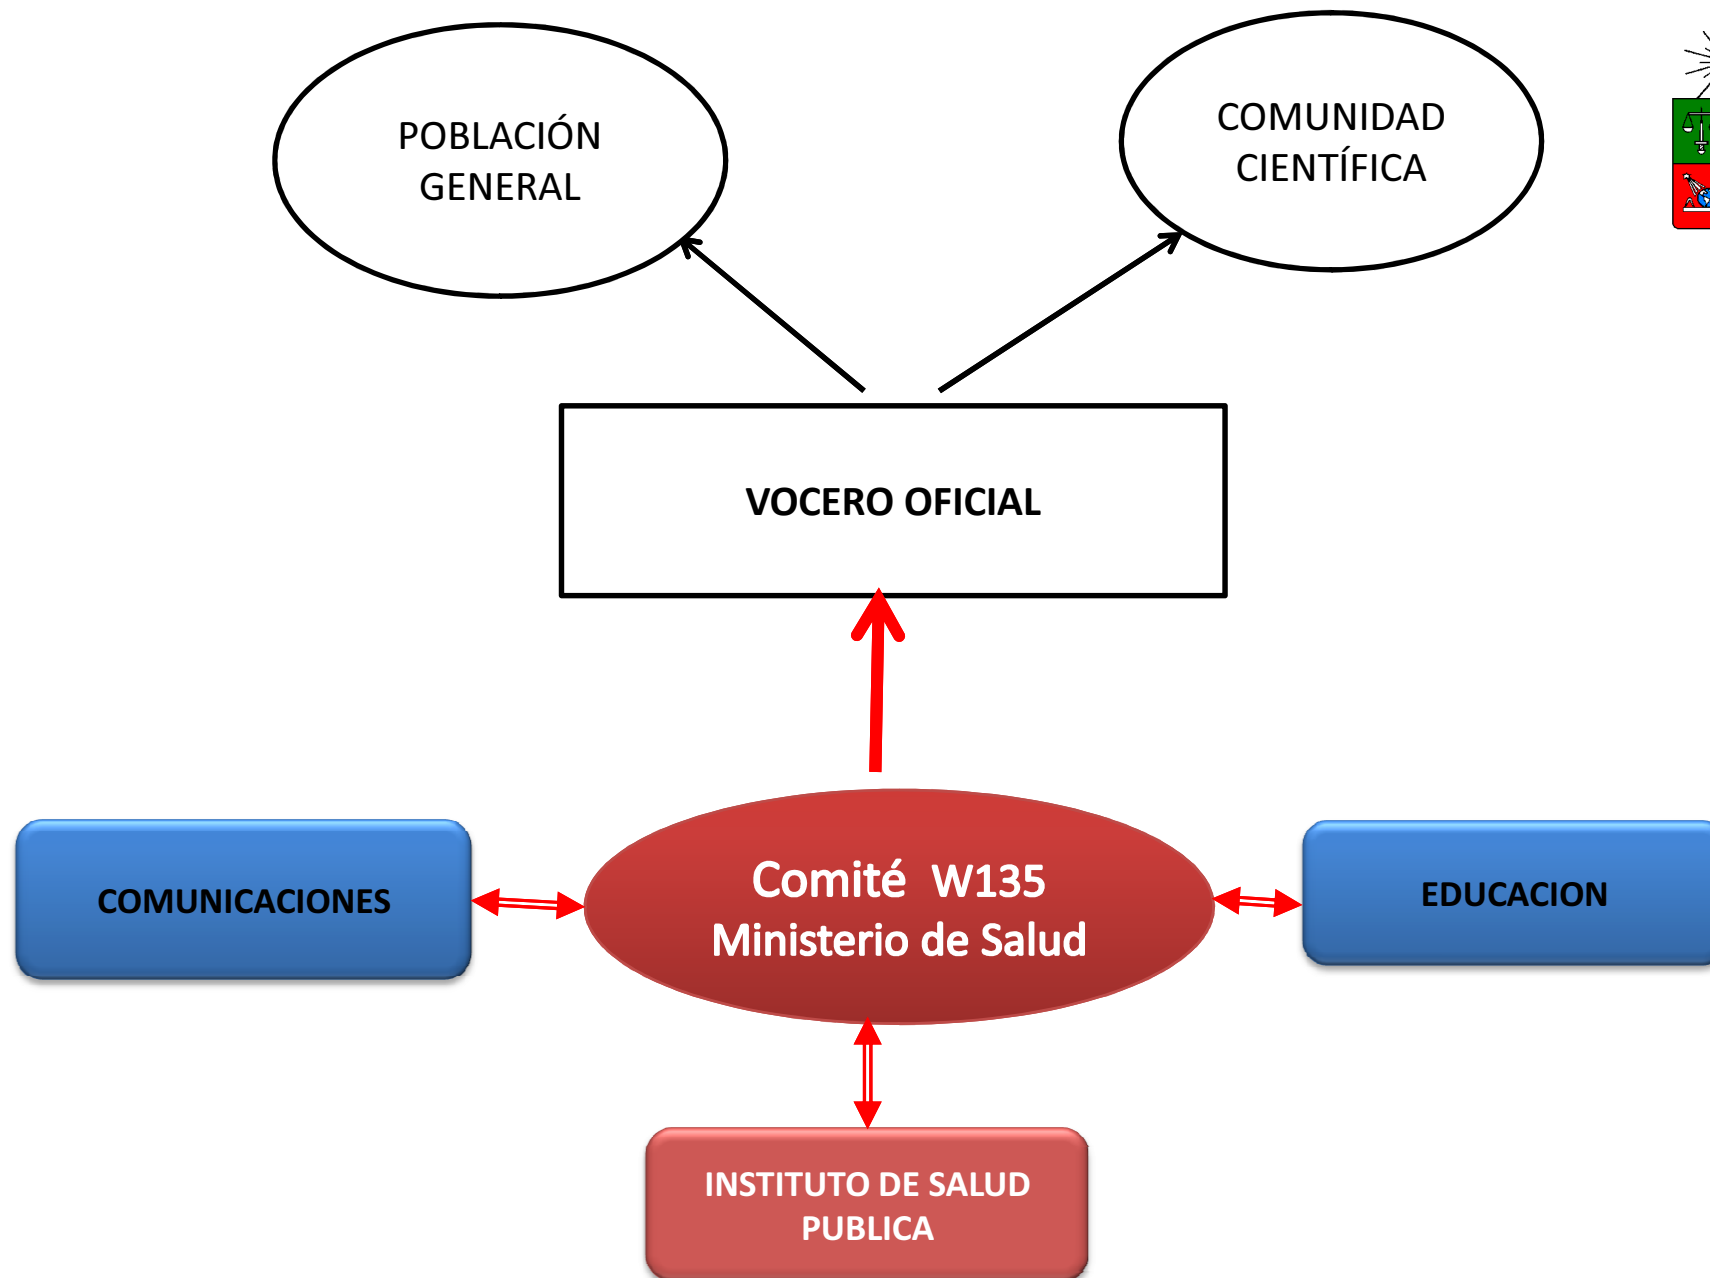 POBLACIÓN
GENERAL
COMUNIDAD
CIENTÍFICA
VOCERO OFICIAL
COMUNICACIONES
Comité W135
Ministerio de Salud
EDUCACION
INSTITUTO DE SALUD
PUBLICA